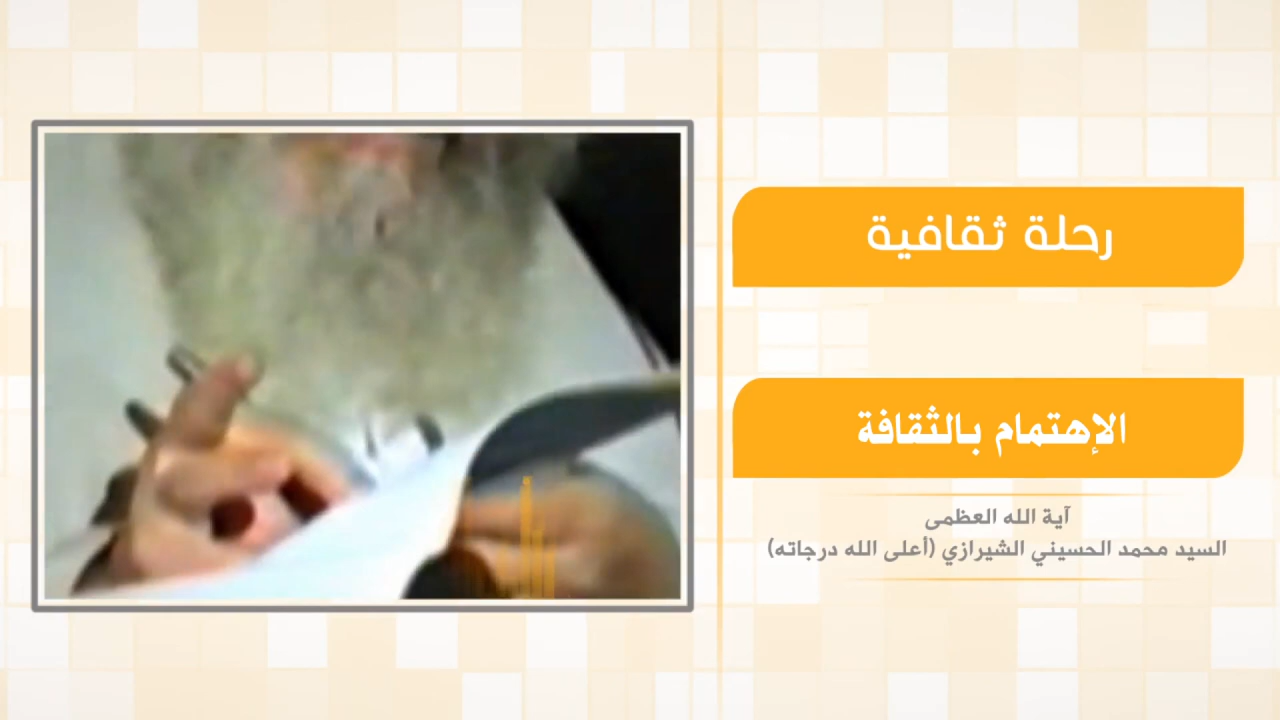 رحلة ثقافية
الإهتمام بالثقافة
آية الله العظمى
السيد محمد الحسيني الشيرازي (أعلى الله درجاته)